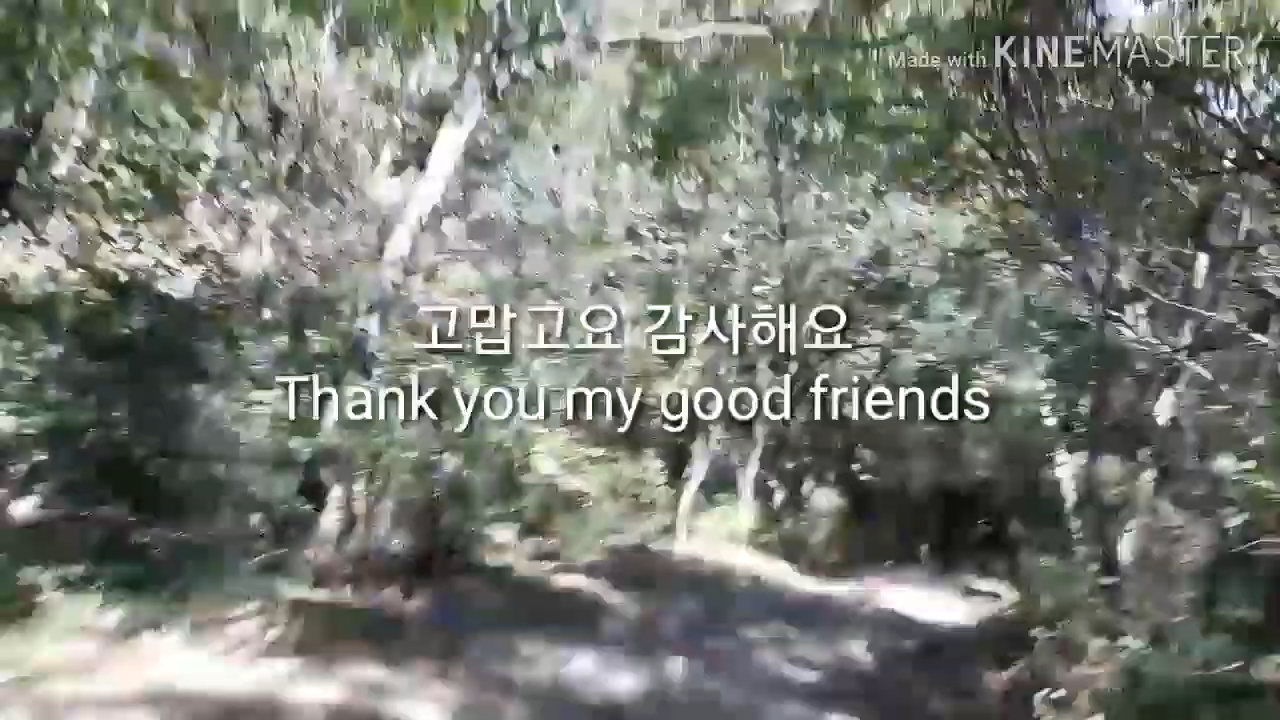 Made with KINEMASTER
고맙고요 감사해요
Thank you my good friends